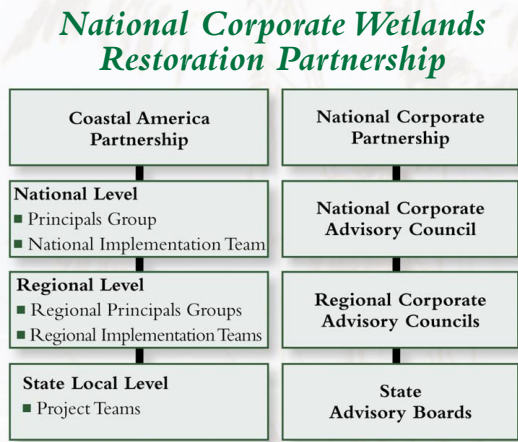 National Corporate Wetlands
Restoration Partnership
Coastal America
Partnership
National Level
■ Principals Group
■ National Implementation Team
Regional Level
■ Regional Principals Groups
■ Regional Implementation Teams
State Local Level
■ Project Teams
National Corporate
Partnership
National Corporate
Advisory Council
Regional Corporate
Advisory Councils
State
Advisory Boards